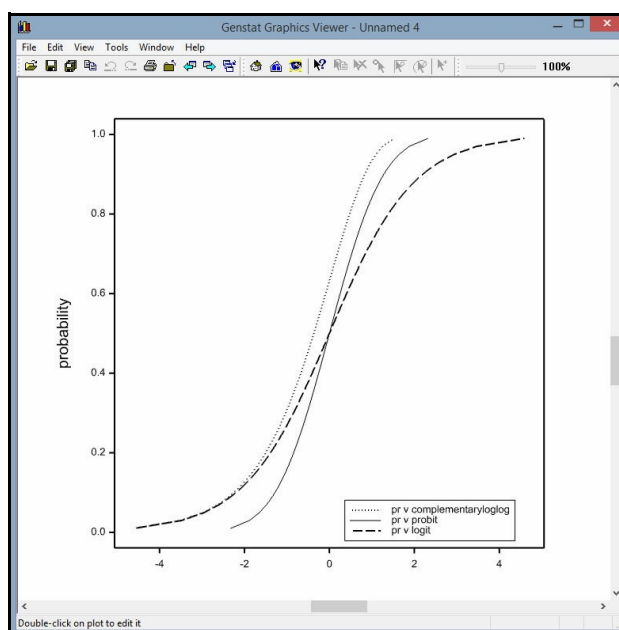 Genstat Graphics Viewer - Unnamed 4
File Edit View Tools Window Help
100%
1.0
0.8
0.6
0.4
0.2
0.0
probability
pr v complementaryloglog
pr v probit
pr v logit
-4 -2 0 2 4
Double-click on plot to edit it